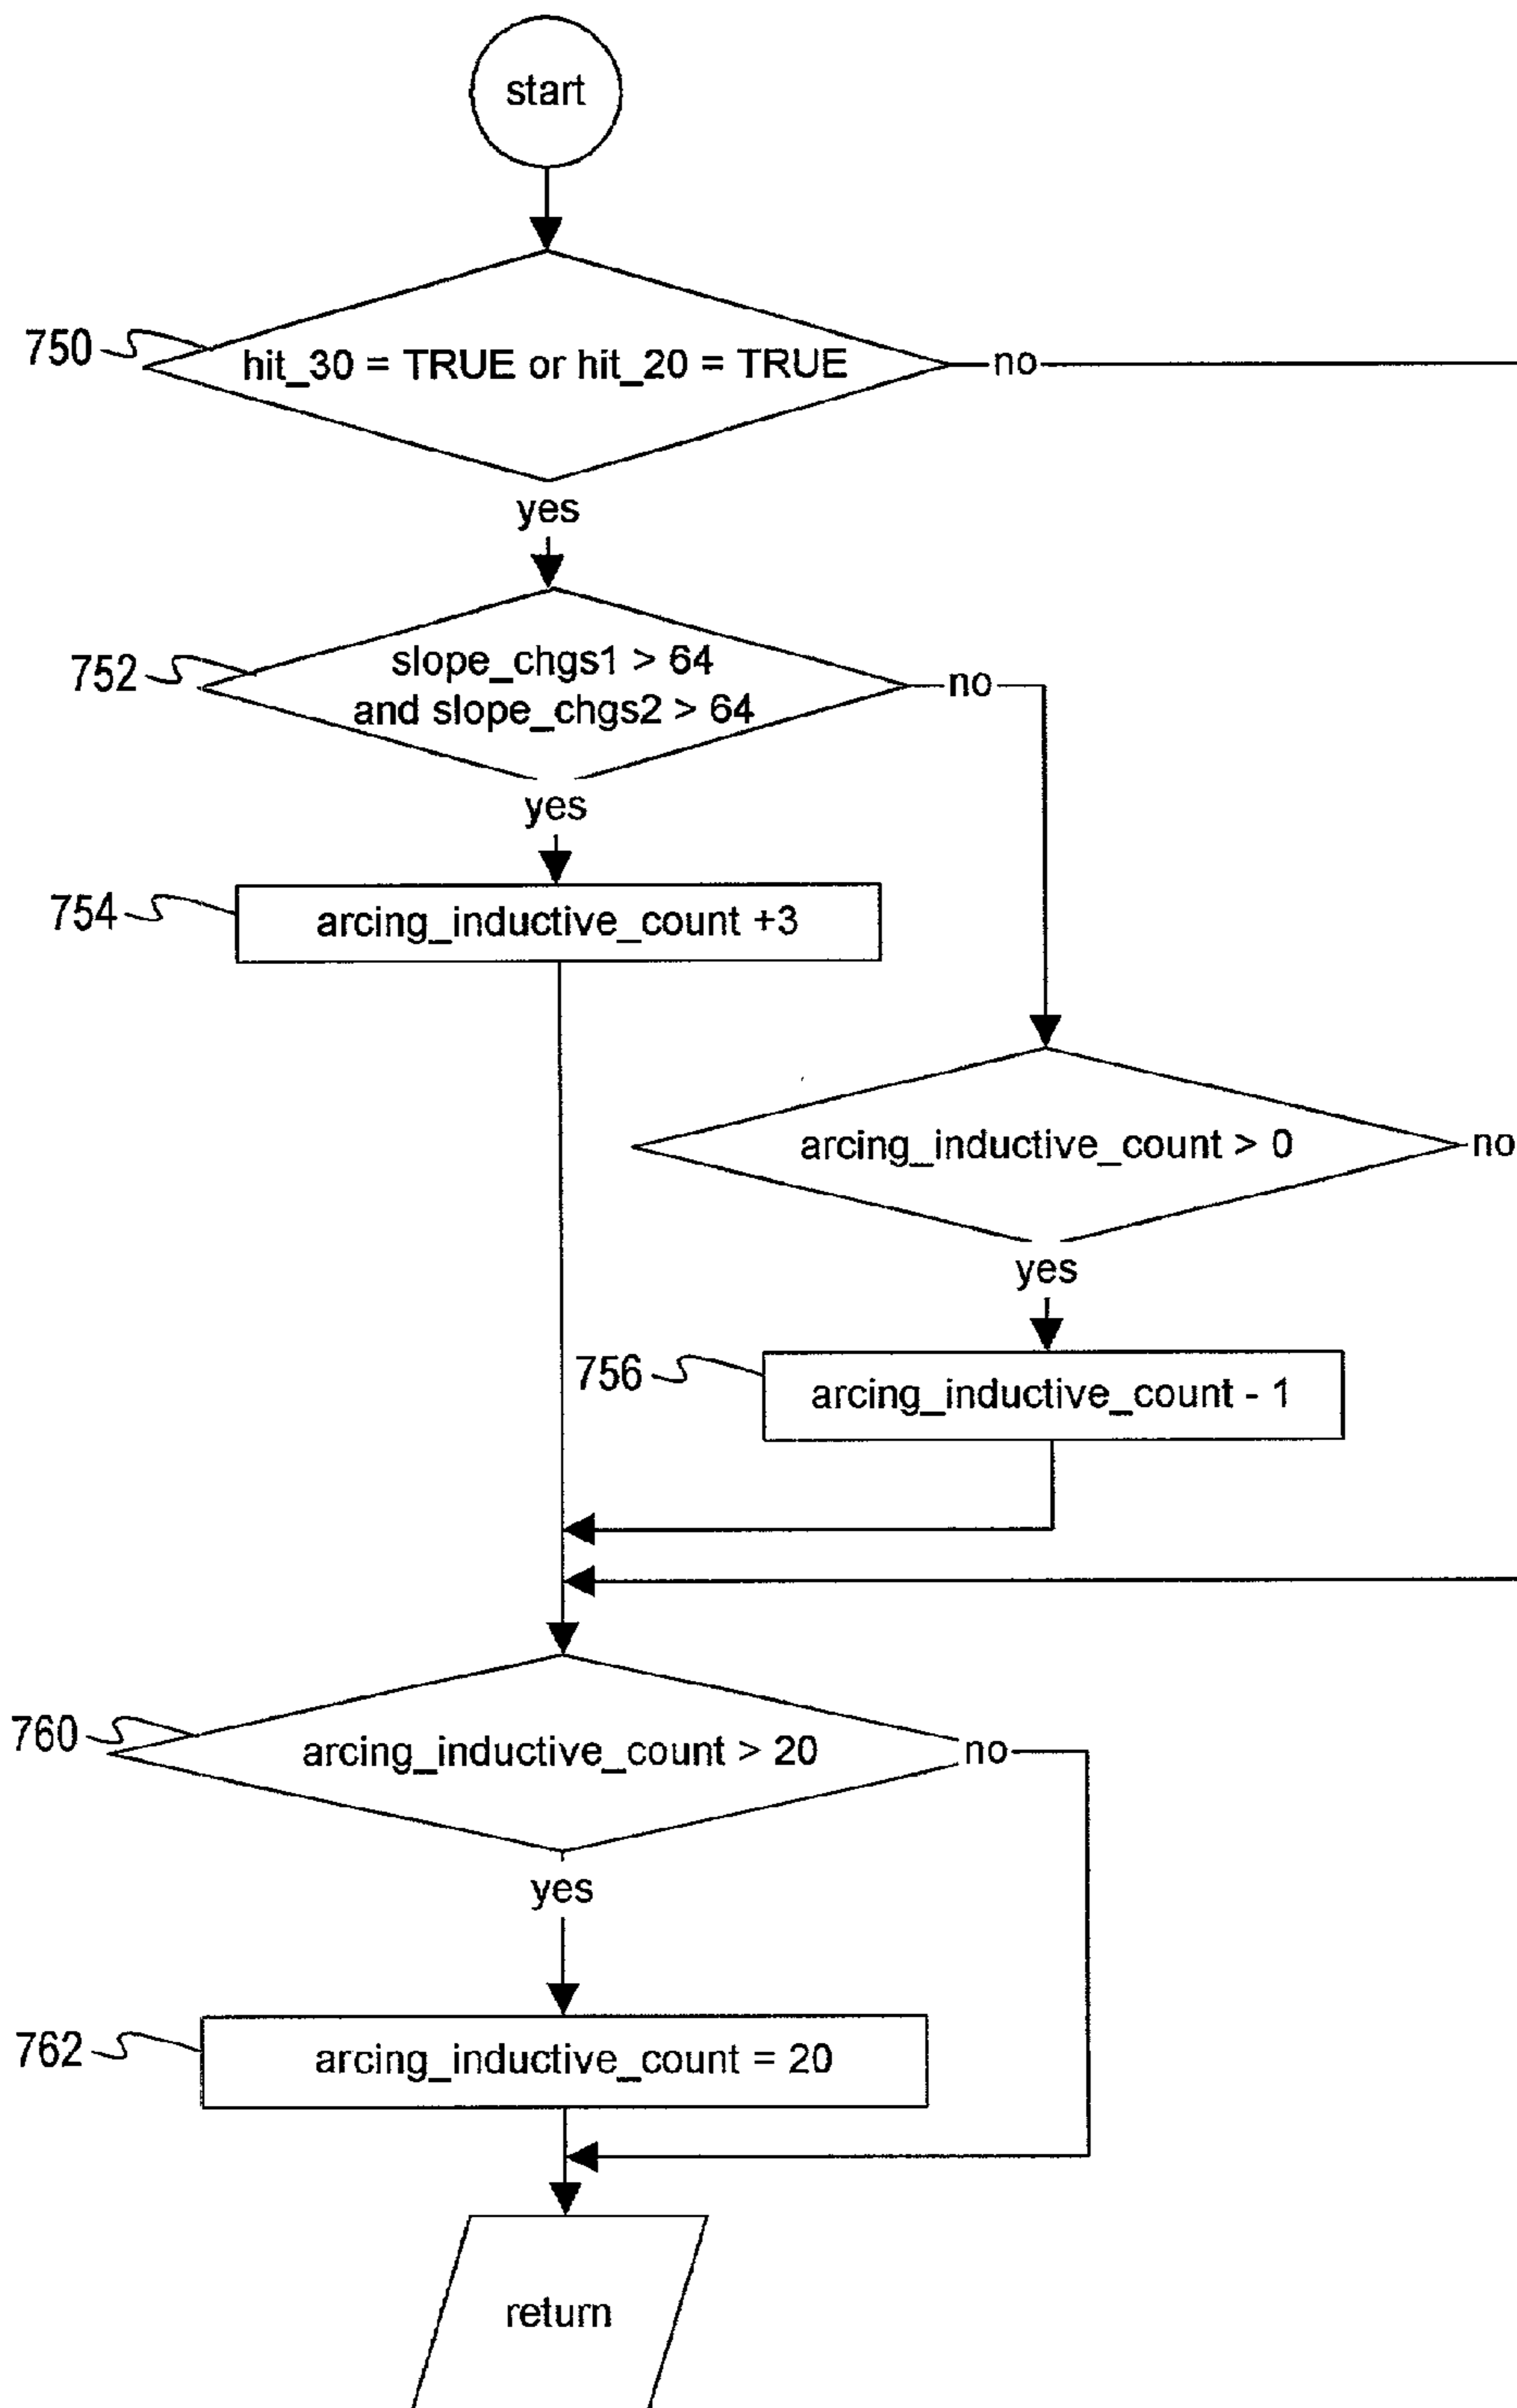 start
750
hit_30 = TRUE or hit_20 = TRUE
no
yes
752
slope_chgs1 > 64
and slope_chgs2 > 64
no
yes
754
arcing_inductive_count +3
arcing_inductive_count > 0
no
yes
756
arcing_inductive_count - 1
760
arcing_inductive_count > 20
no
yes
762
arcing_inductive_count = 20
return